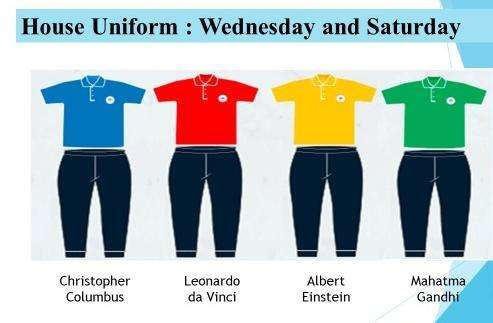 House Uniform : Wednesday and Saturday
Christopher
Columbus
Leonardo
da Vinci
Albert
Einstein
Mahatma
Gandhi